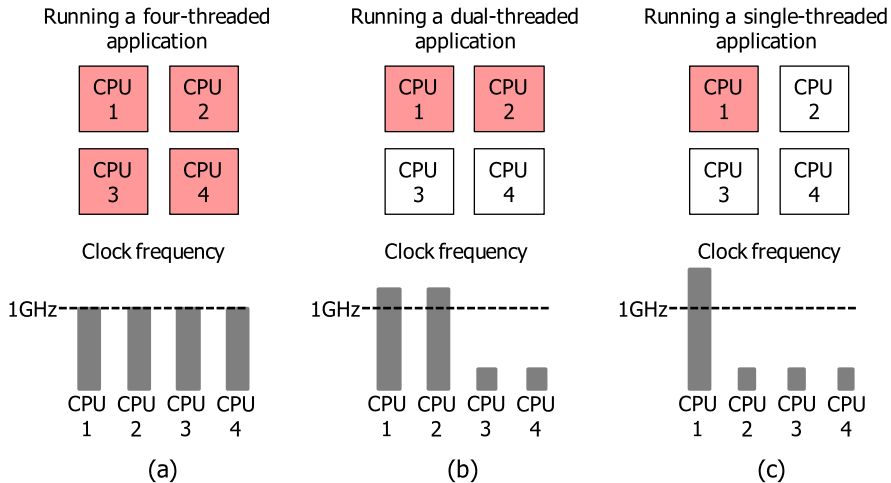 Running a four-threaded
application
CPU
1
CPU
2
CPU
3
CPU
4
Clock frequency
1GHz
CPU
1
CPU
2
CPU
3
CPU
4
(a)
Running a dual-threaded
application
CPU
1
CPU
2
CPU
3
CPU
4
Clock frequency
1GHz
CPU
1
CPU
2
CPU
3
CPU
4
(b)
Running a single-threaded
application
CPU
1
CPU
2
CPU
3
CPU
4
Clock frequency
1GHz
CPU
1
CPU
2
CPU
3
CPU
4
(c)